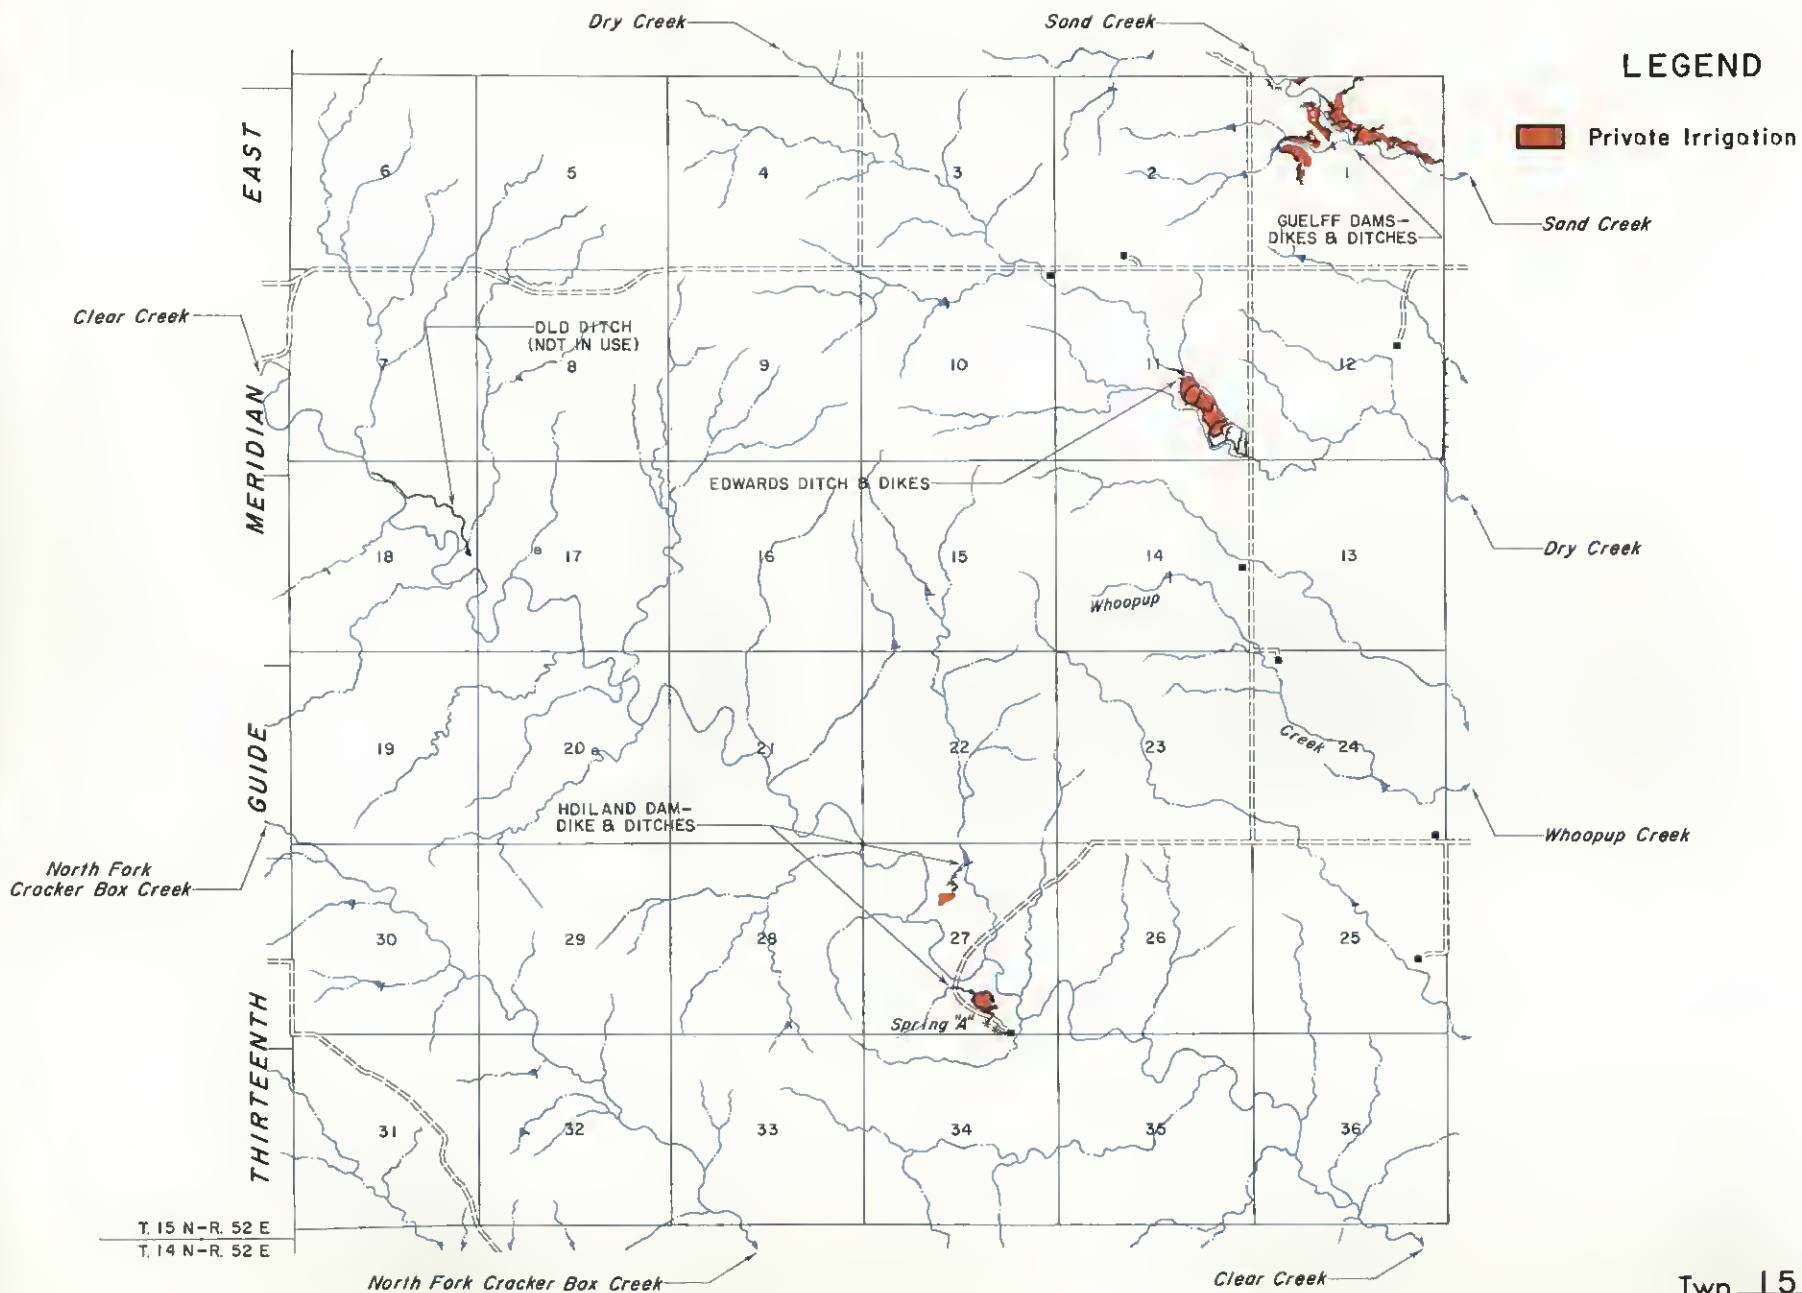 Dry Creek
Sand Creek
LEGEND
Private Irrigation
EAST
6
5
4
3
2
1
GUELFF DAMS-
DIKES & DITCHES
Sand Creek
Clear Creek
OLD DITCH
(NOT IN USE)
7
8
9
10
11
12
MERIDIAN
EDWARDS DITCH & DIKES
18
17
16
15
14
13
Dry Creek
Whoopup
GUIDE
19
20
21
22
23
Creek
24
HOILAND DAM-
DIKE & DITCHES
Whoopup Creek
North Fork
Cracker Box Creek
30
29
28
27
26
25
THIRTEENTH
Spring "A"
31
32
33
34
35
36
T. 15 N-R. 52 E
T. 14 N-R. 52 E
North Fork Cracker Box Creek
Clear Creek
Twp. 15